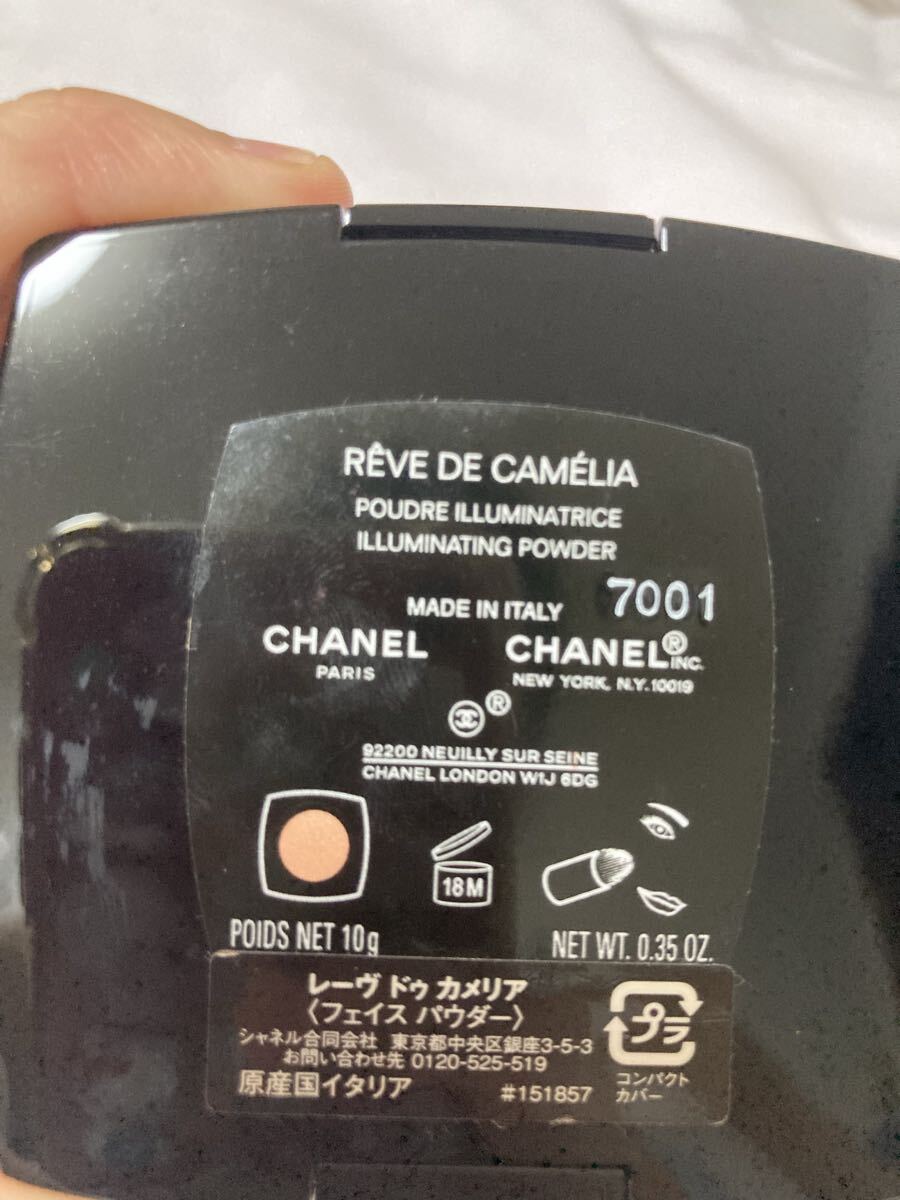 RÊVE DE CAMÉLIA
POUDRE ILLUMINATRICE
ILLUMINATING POWDER
MADE IN ITALY 7001
CHANEL
PARIS
CHANEL® INC.
NEW YORK, N.Y. 10019
®
92200 NEUILLY SUR SEINE
CHANEL LONDON W1J 6DG
18M
POIDS NET 10g
NET WT. 0.35 OZ.
レーヴ ドゥ カメリア
〈フェイス パウダー〉
シャネル合同会社 東京都中央区銀座3-5-3
お問い合わせ先 0120-525-519
原産国イタリア #151857
プラ
コンパクト
カバー